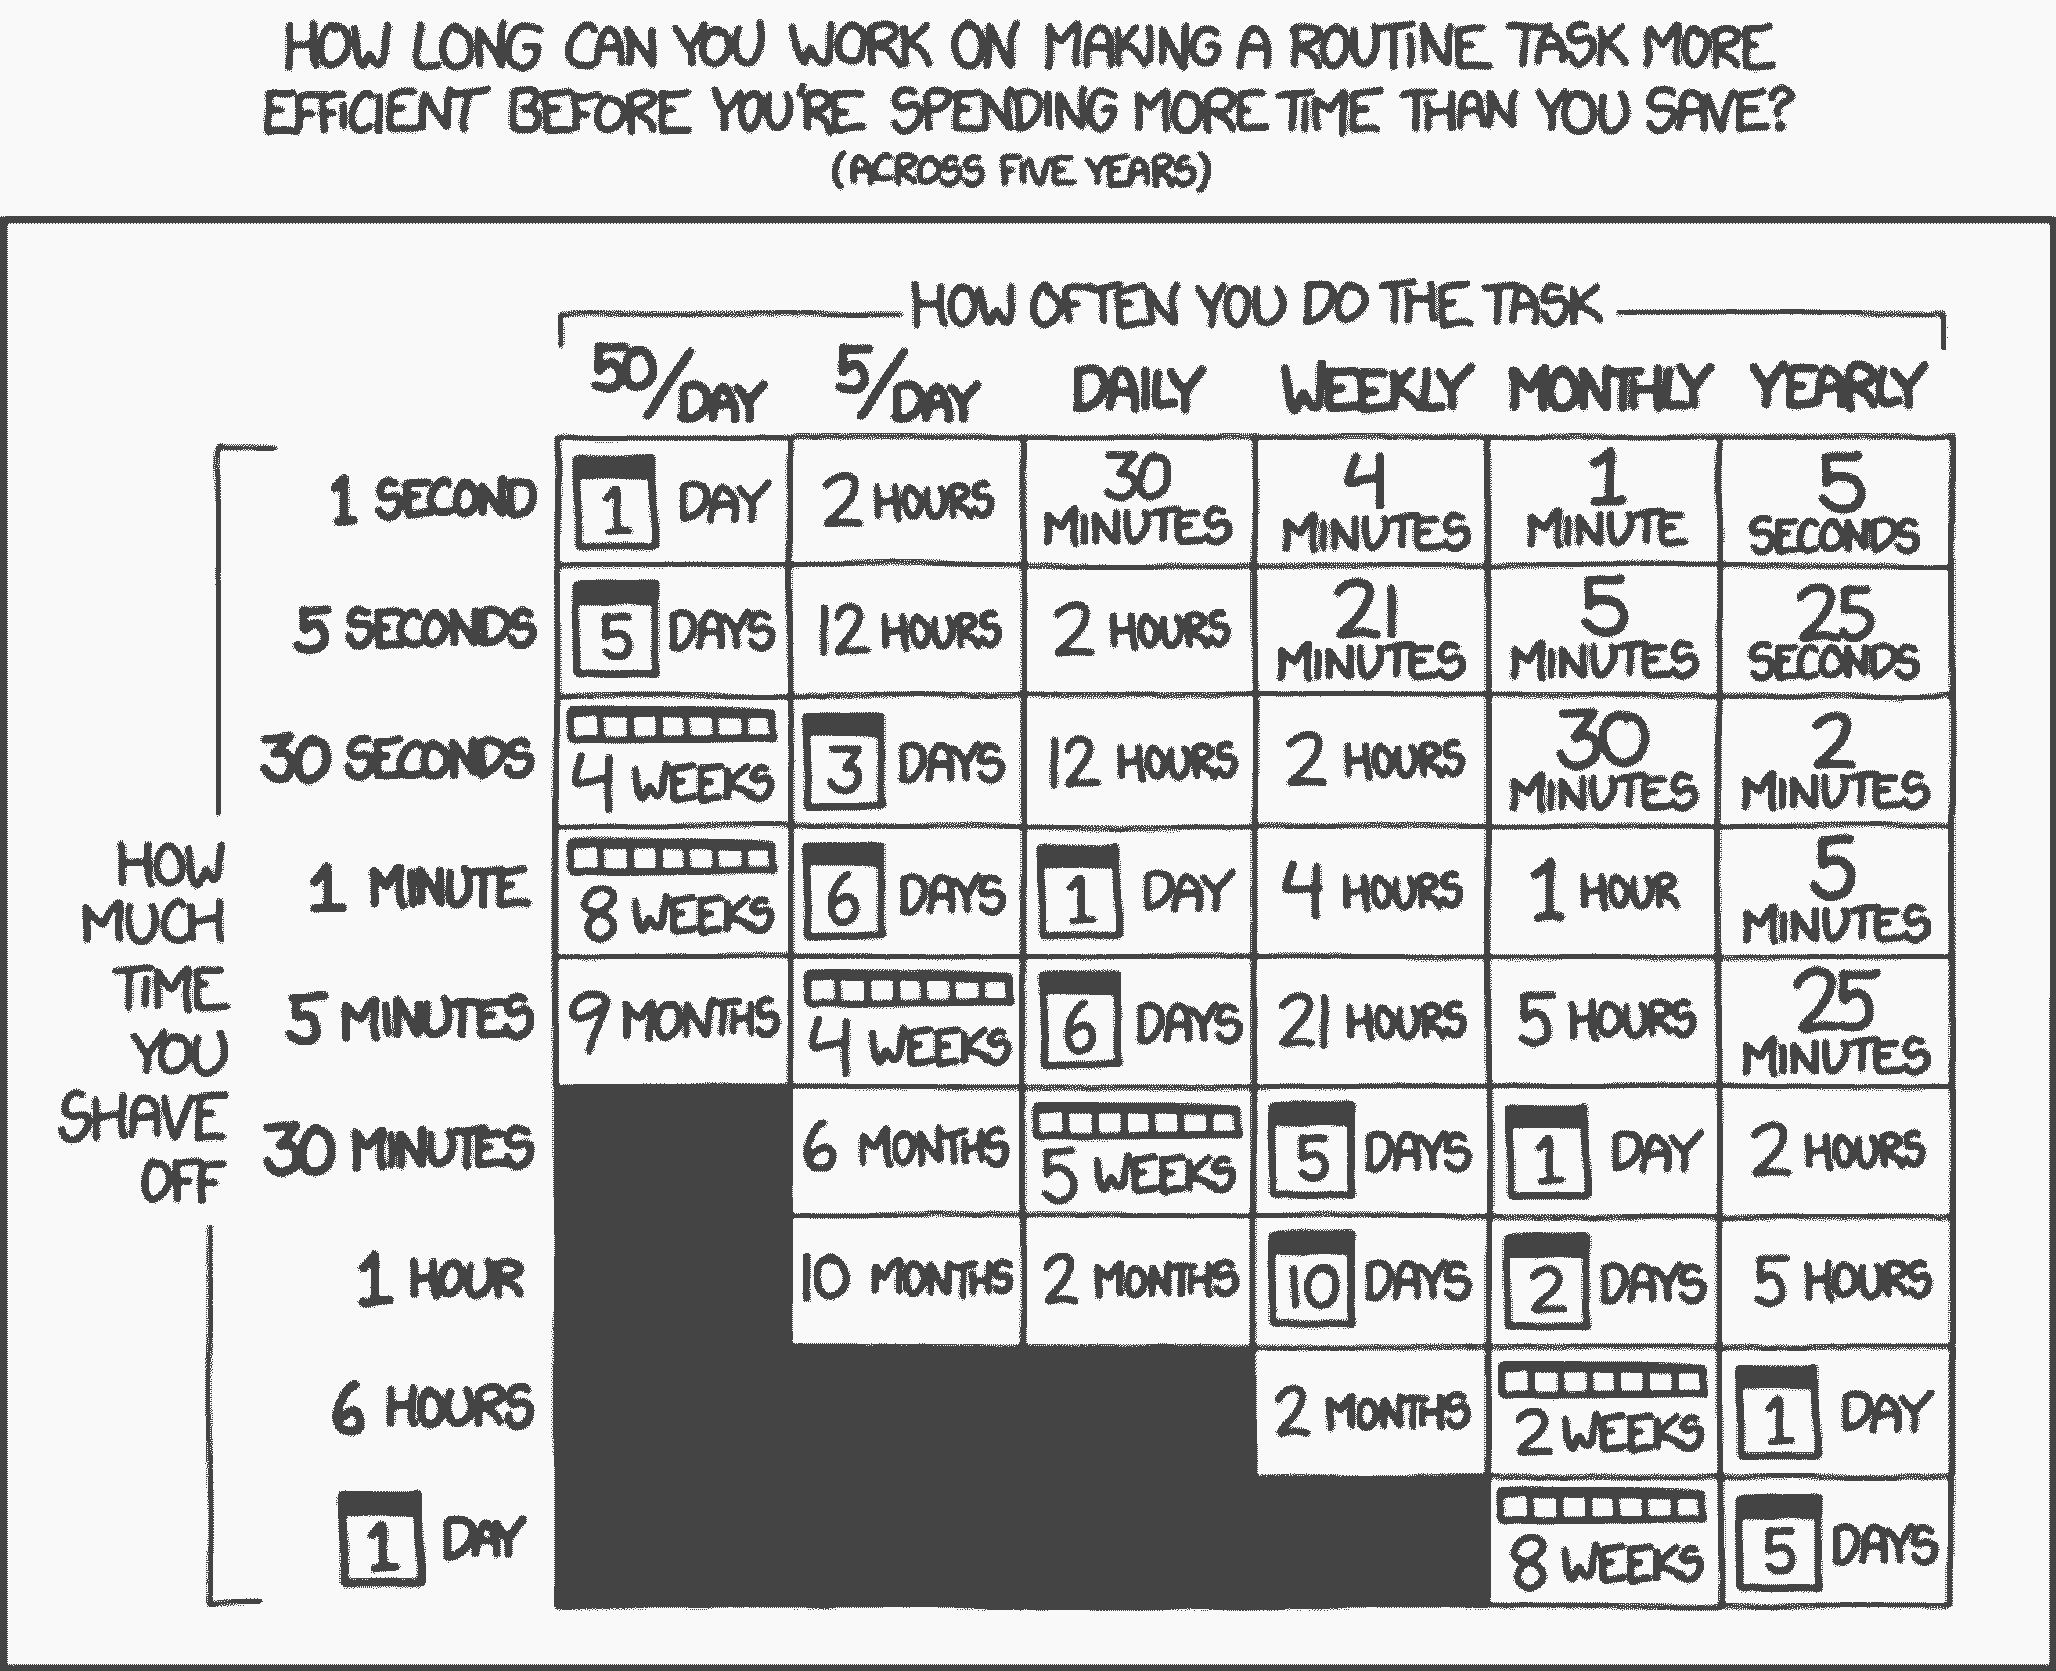 HOW LONG CAN YOU WORK ON MAKING A ROUTINE TASK MORE
EFFICIENT BEFORE YOU'RE SPENDING MORE TIME THAN YOU SAVE?
(ACROSS FIVE YEARS)
HOW OFTEN YOU DO THE TASK
50/DAY 5/DAY DAILY WEEKLY MONTHLY YEARLY
HOW
MUCH
TIME
YOU
SHAVE
OFF
1 SECOND 1 DAY 2 HOURS 30 MINUTES 4 MINUTES 1 MINUTE 5 SECONDS
5 SECONDS 5 DAYS 12 HOURS 2 HOURS 21 MINUTES 5 MINUTES 25 SECONDS
30 SECONDS 4 WEEKS 3 DAYS 12 HOURS 2 HOURS 30 MINUTES 2 MINUTES
1 MINUTE 8 WEEKS 6 DAYS 1 DAY 4 HOURS 1 HOUR 5 MINUTES
5 MINUTES 9 MONTHS 4 WEEKS 6 DAYS 21 HOURS 5 HOURS 25 MINUTES
30 MINUTES 6 MONTHS 5 WEEKS 5 DAYS 1 DAY 2 HOURS
1 HOUR 10 MONTHS 2 MONTHS 10 DAYS 2 DAYS 5 HOURS
6 HOURS 2 MONTHS 2 WEEKS 1 DAY
1 DAY 8 WEEKS 5 DAYS